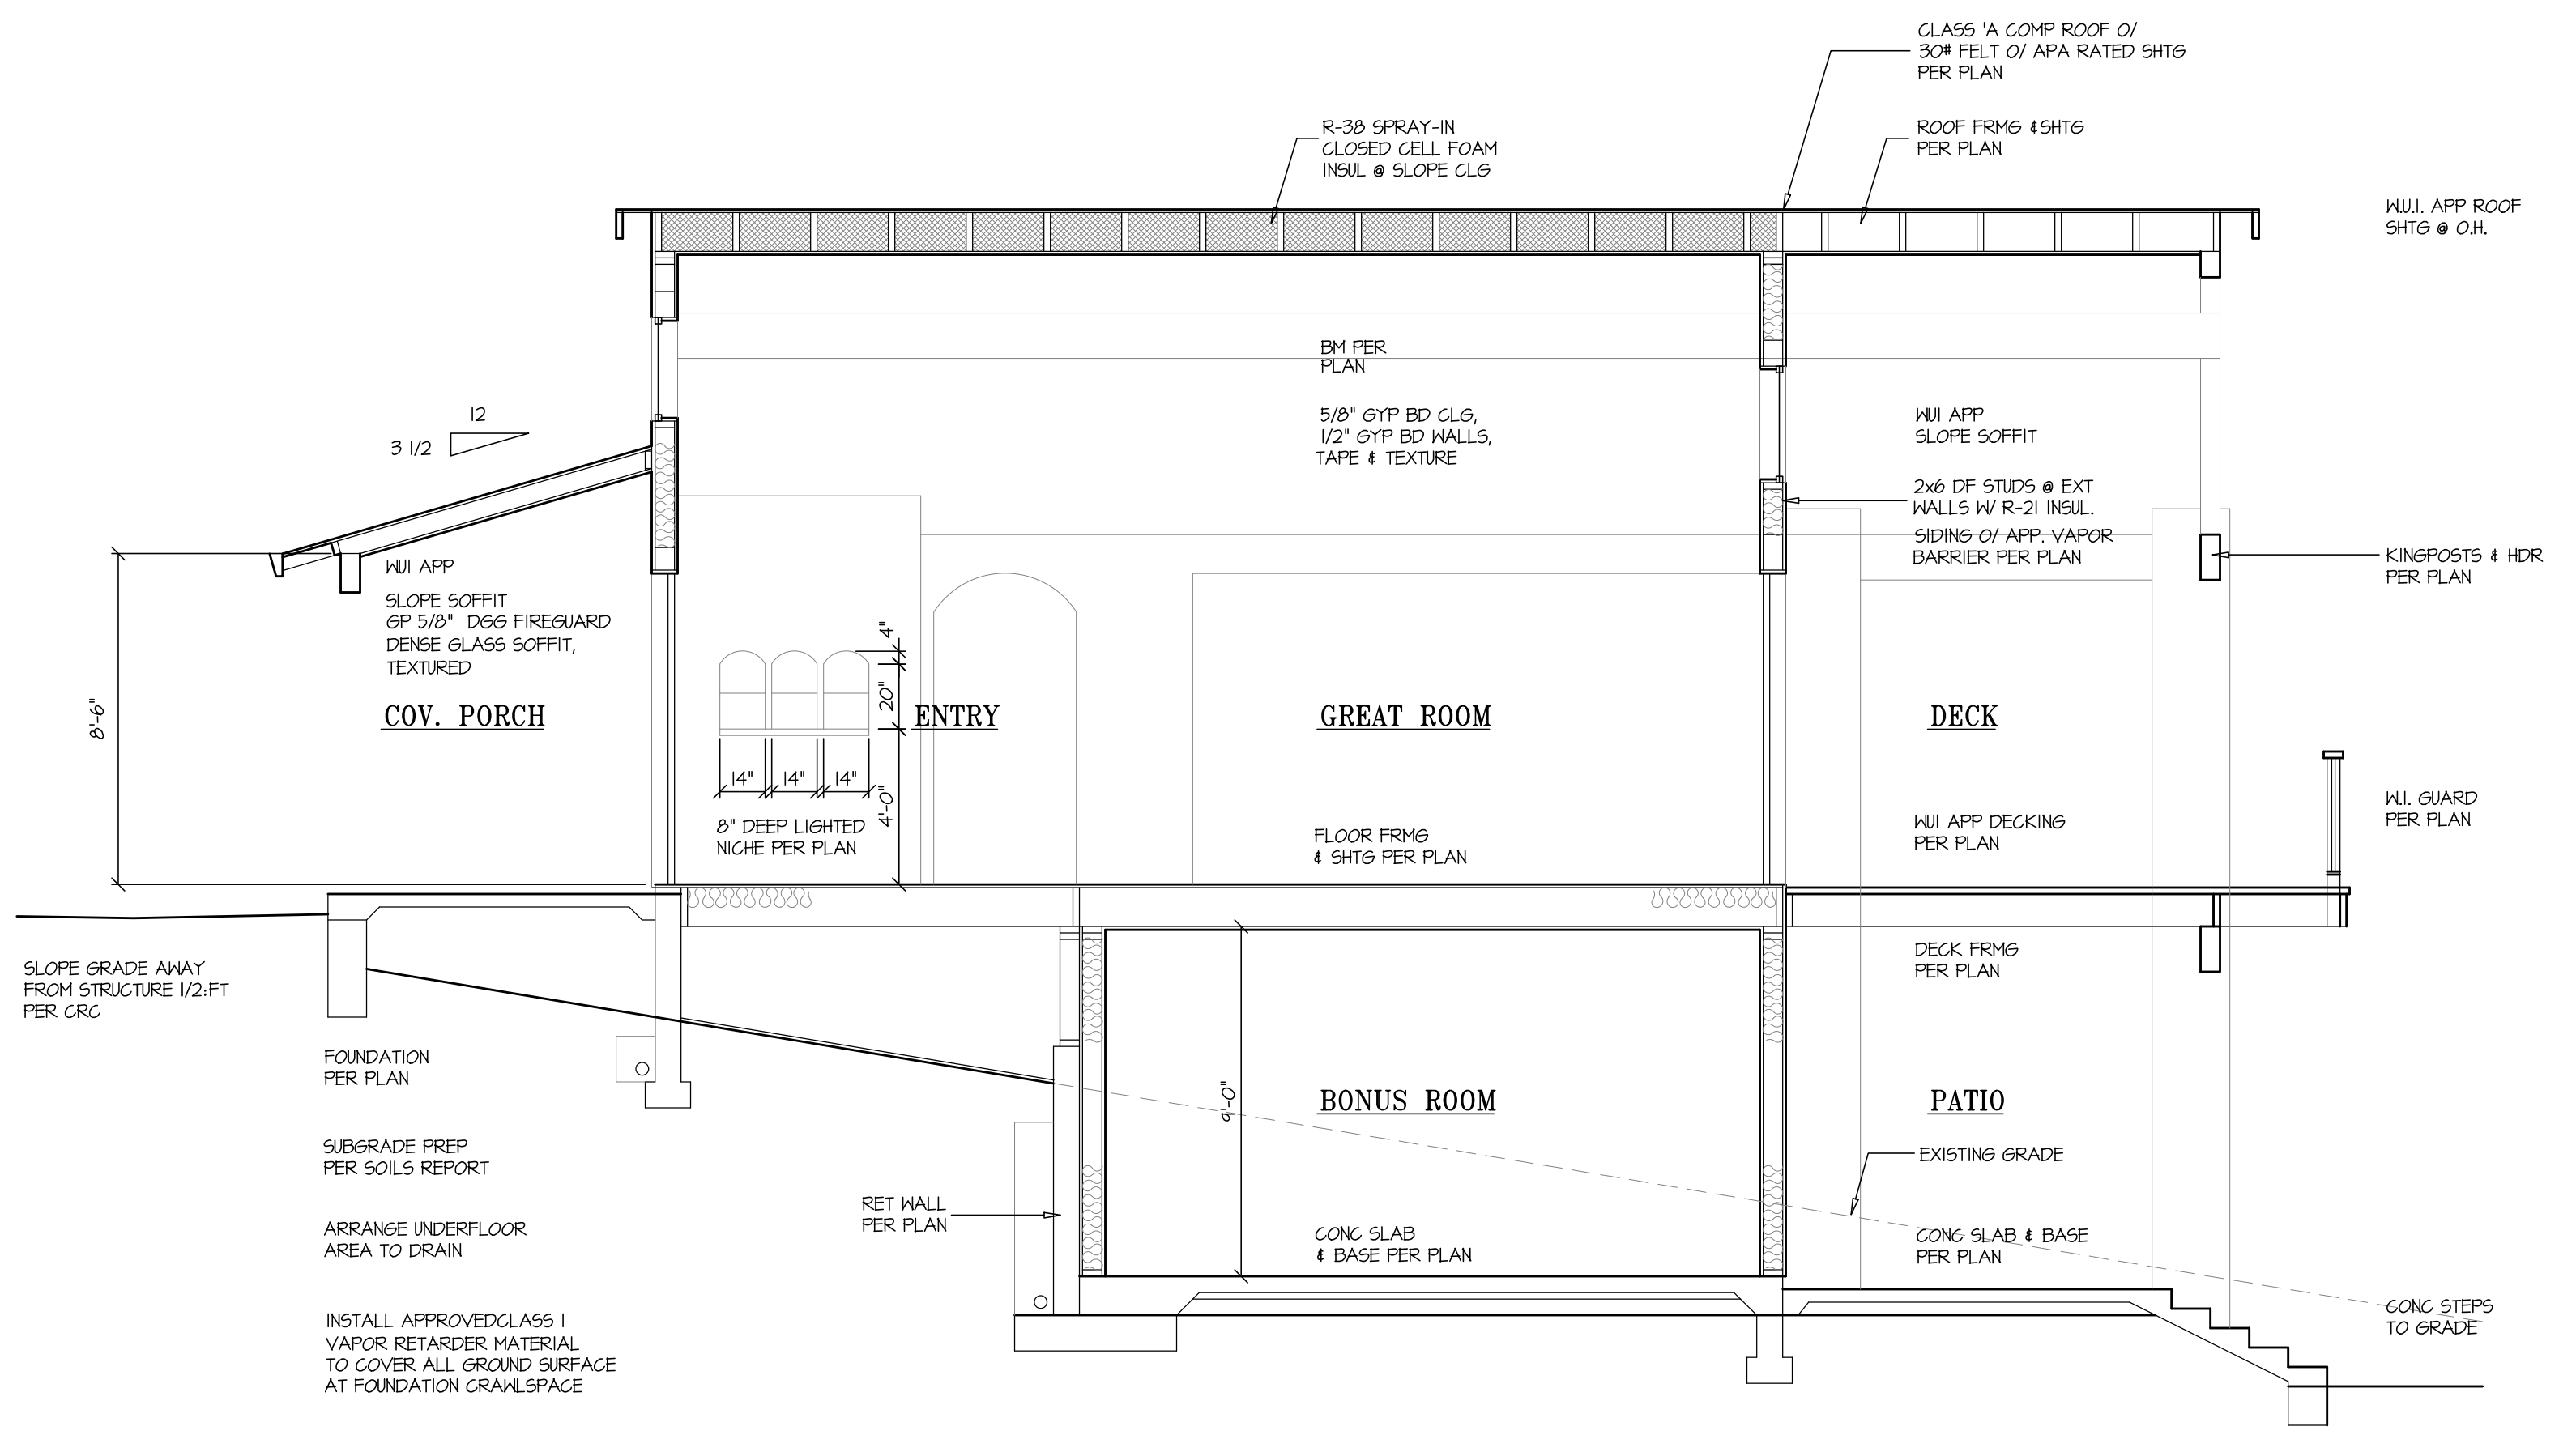 CLASS 'A COMP ROOF O/
30# FELT O/ APA RATED SHTG
PER PLAN
R-38 SPRAY-IN
CLOSED CELL FOAM
INSUL @ SLOPE CLG
ROOF FRMG & SHTG
PER PLAN
W.U.I. APP ROOF
SHTG @ O.H.
BM PER
PLAN
12
3 1/2
5/8" GYP BD CLG,
1/2" GYP BD WALLS,
TAPE & TEXTURE
WUI APP
SLOPE SOFFIT
2x6 DF STUDS @ EXT
WALLS W/ R-21 INSUL.
SIDING O/ APP. VAPOR
BARRIER PER PLAN
KINGPOSTS & HDR
PER PLAN
WUI APP
SLOPE SOFFIT
GP 5/8" DGG FIREGUARD
DENSE GLASS SOFFIT,
TEXTURED
8'-6"
4"
20"
4'-0"
COV. PORCH
ENTRY
GREAT ROOM
DECK
14" 14" 14"
8" DEEP LIGHTED
NICHE PER PLAN
FLOOR FRMG
& SHTG PER PLAN
WUI APP DECKING
PER PLAN
W.I. GUARD
PER PLAN
SLOPE GRADE AWAY
FROM STRUCTURE 1/2:FT
PER CRC
DECK FRMG
PER PLAN
FOUNDATION
PER PLAN
9'-0"
BONUS ROOM
PATIO
SUBGRADE PREP
PER SOILS REPORT
EXISTING GRADE
RET WALL
PER PLAN
ARRANGE UNDERFLOOR
AREA TO DRAIN
CONC SLAB
& BASE PER PLAN
CONC SLAB & BASE
PER PLAN
INSTALL APPROVEDCLASS 1
VAPOR RETARDER MATERIAL
TO COVER ALL GROUND SURFACE
AT FOUNDATION CRAWLSPACE
CONC STEPS
TO GRADE